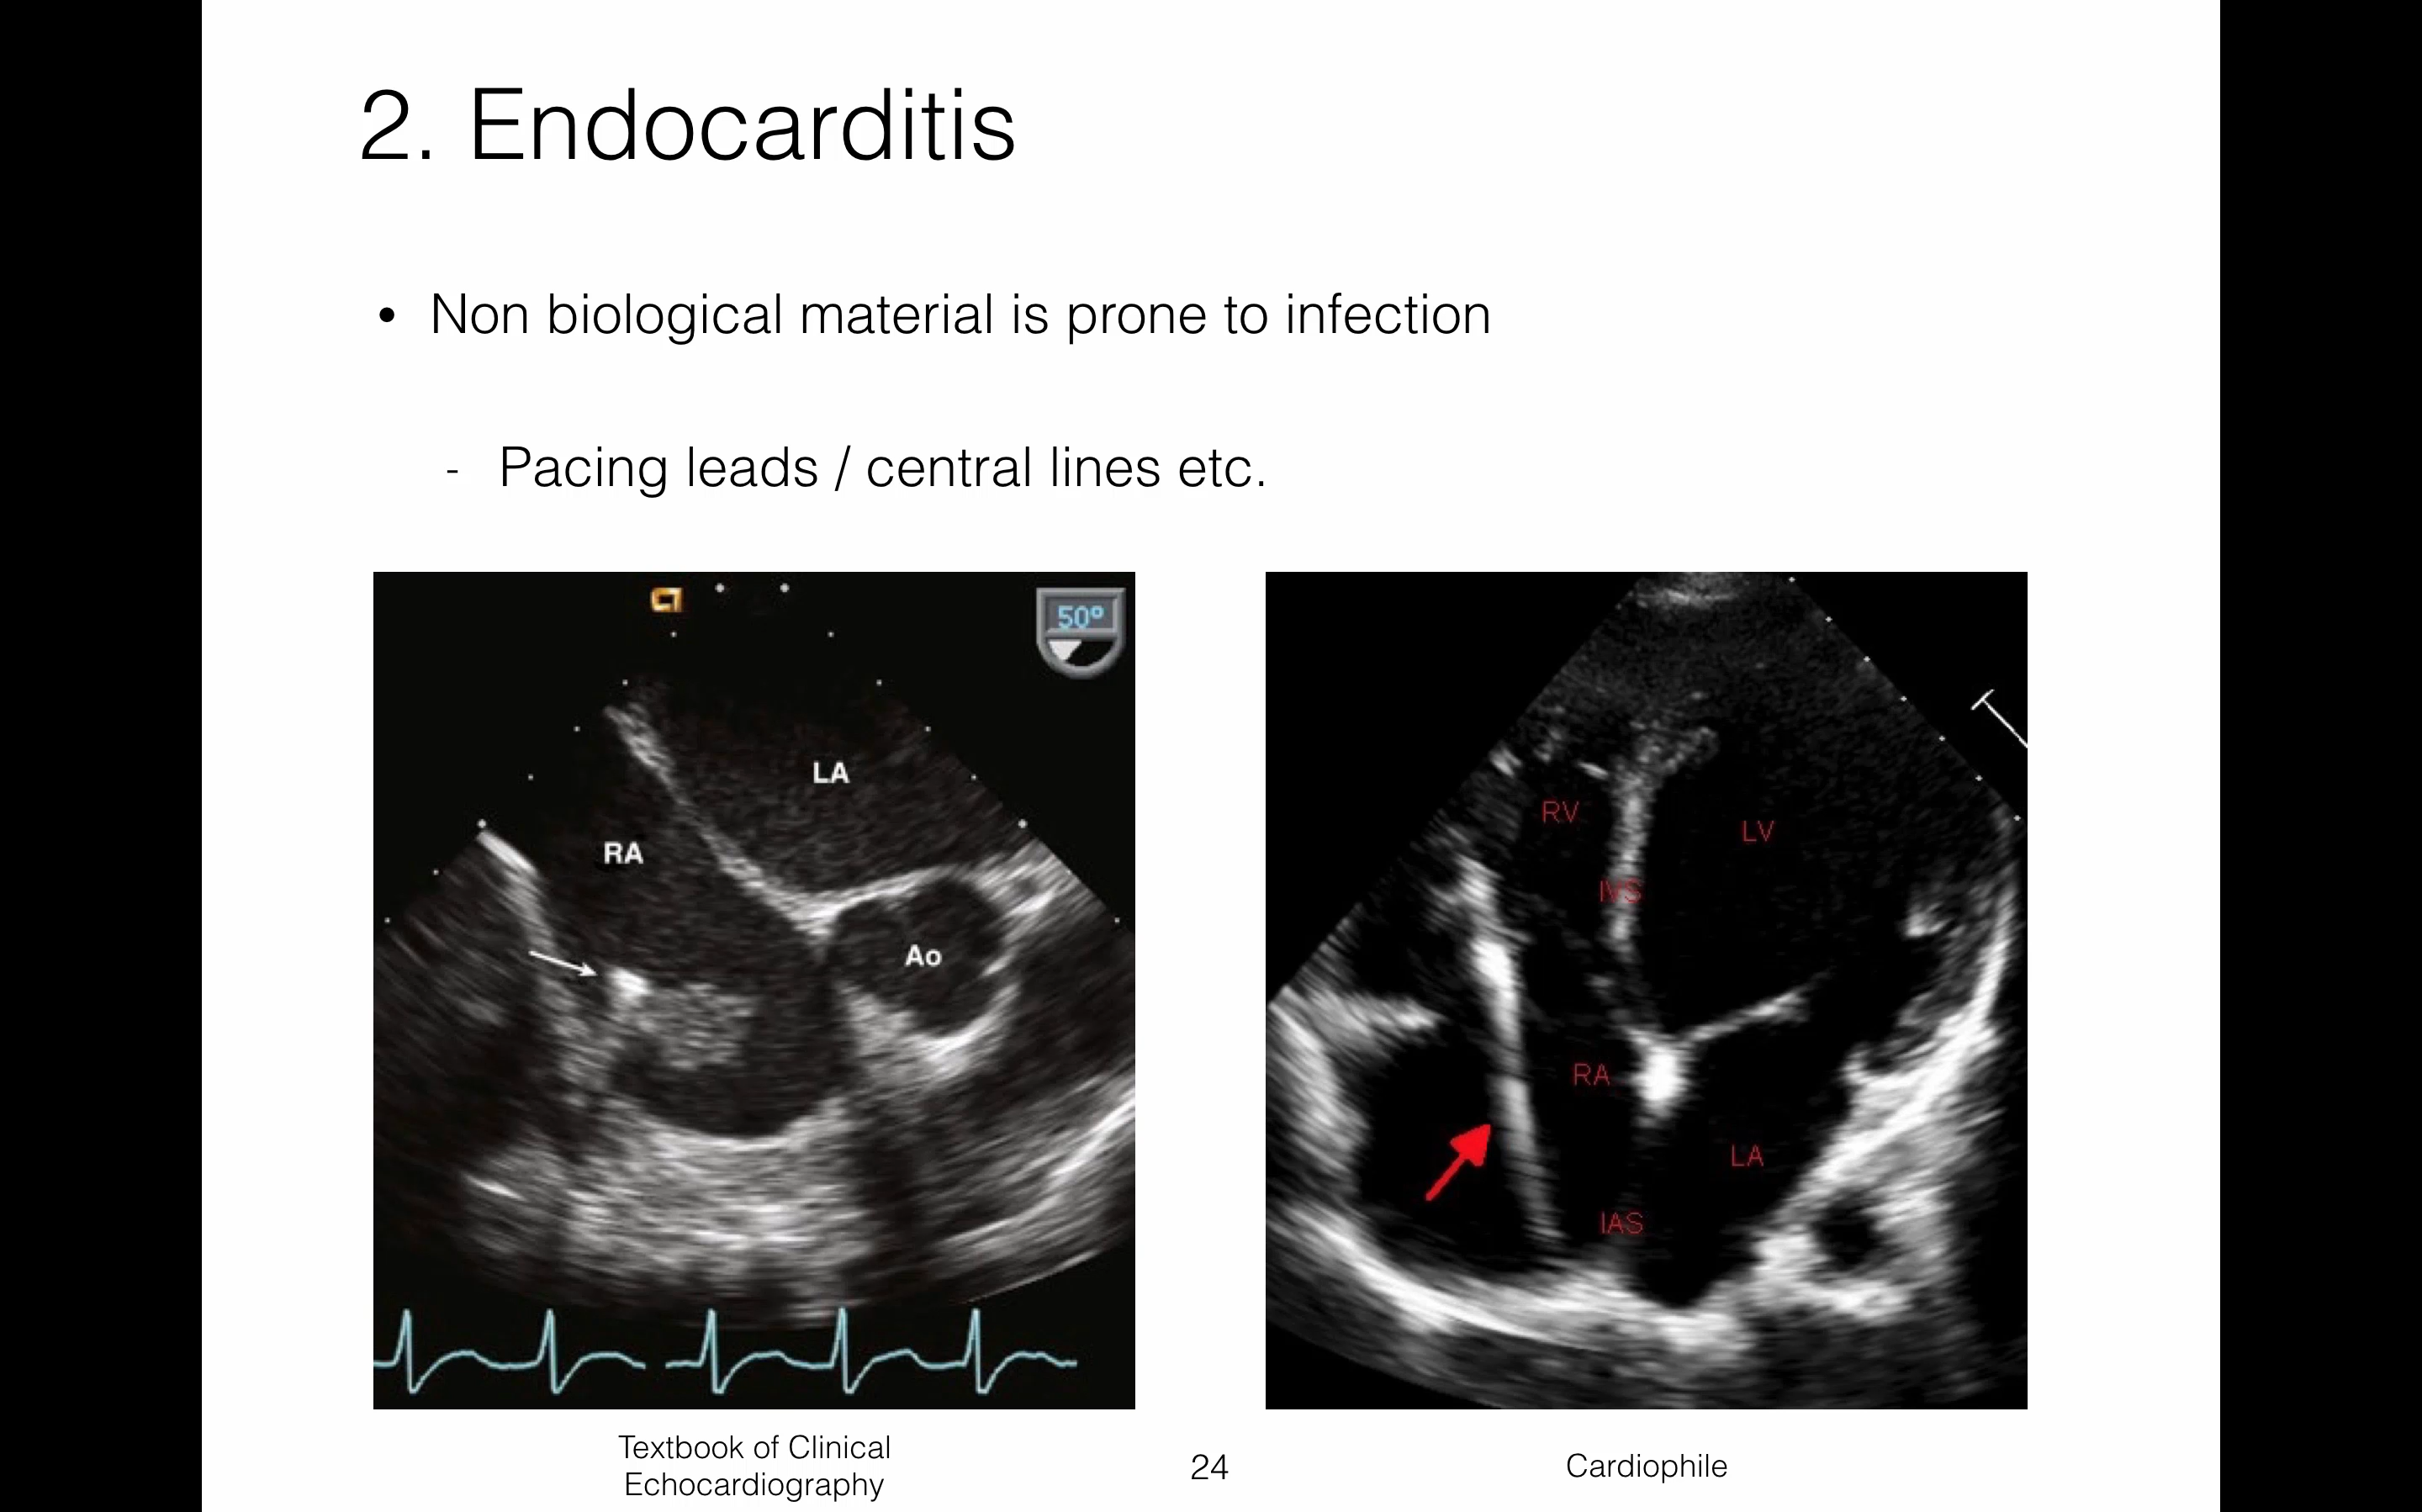 2. Endocarditis
• Non biological material is prone to infection
- Pacing leads / central lines etc.
50°
LA
RA
Ao
RV
LV
IVS
RA
LA
IAS
Textbook of Clinical
Echocardiography
24
Cardiophile